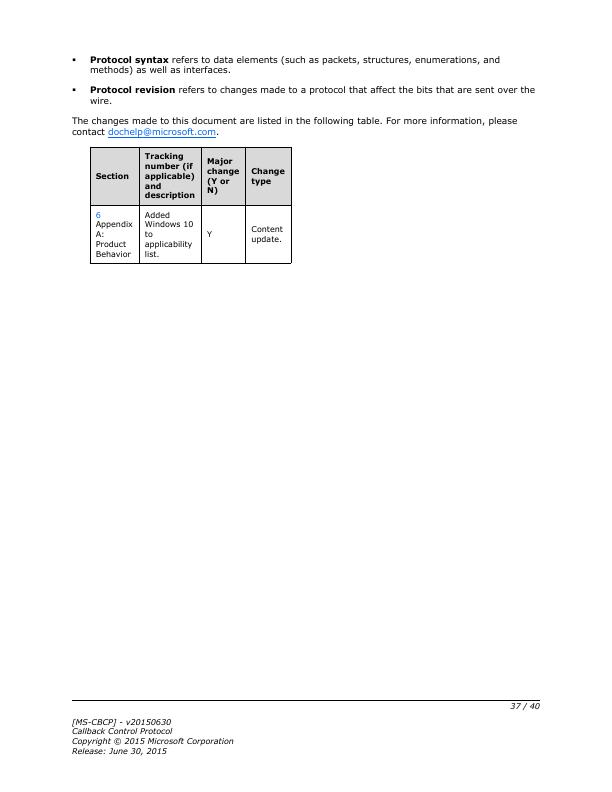 ▪ Protocol syntax refers to data elements (such as packets, structures, enumerations, and
methods) as well as interfaces.
▪ Protocol revision refers to changes made to a protocol that affect the bits that are sent over the
wire.
The changes made to this document are listed in the following table. For more information, please
contact dochelp@microsoft.com.
Section
Tracking
number (if
applicable)
and
description
Major
change
(Y or
N)
Change
type
6
Appendix
A:
Product
Behavior
Added
Windows 10
to
applicability
list.
Y
Content
update.
37 / 40
[MS-CBCP] - v20150630
Callback Control Protocol
Copyright © 2015 Microsoft Corporation
Release: June 30, 2015